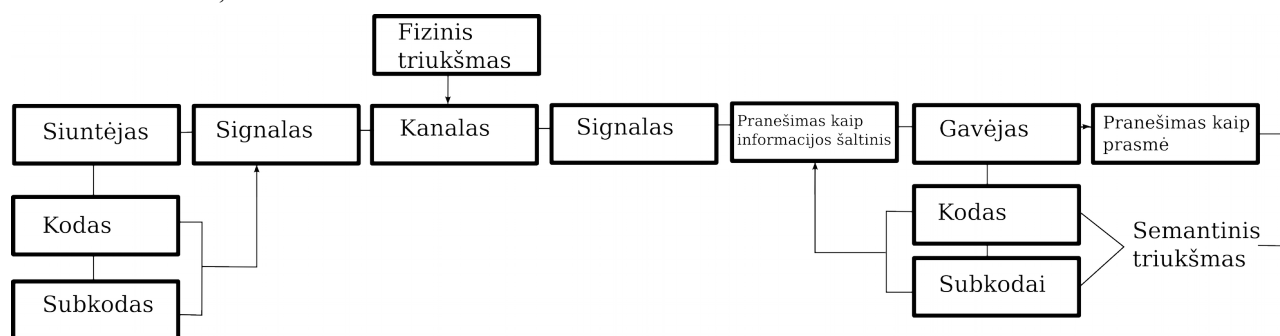 Fizinis
triukšmas
Siuntėjas
Signalas
Kanalas
Signalas
Pranešimas kaip
informacijos šaltinis
Gavėjas
Pranešimas kaip
prasmė
Kodas
Subkodas
Kodas
Subkodai
Semantinis
triukšmas